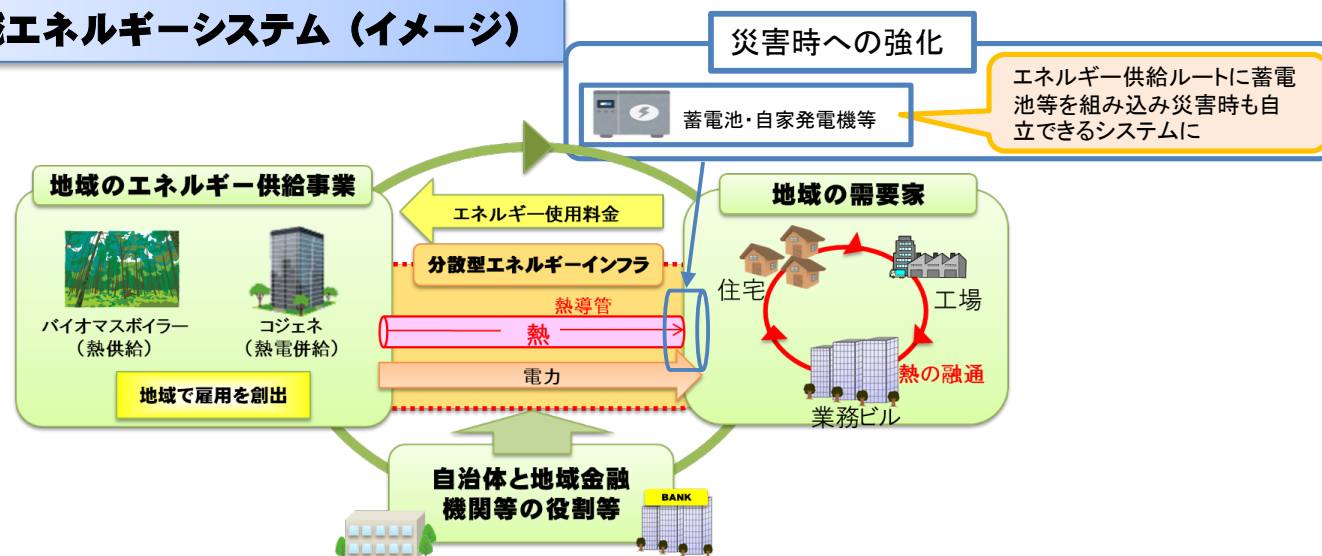 エネルギーシステム（イメージ）
災害時への強化
蓄電池・自家発電機等
エネルギー供給ルートに蓄電
池等を組み込み災害時も自
立できるシステムに
地域のエネルギー供給事業
バイオマスボイラー
（熱供給）
コジェネ
（熱電併給）
地域で雇用を創出
エネルギー使用料金
分散型エネルギーインフラ
熱導管
熱
電力
地域の需要家
住宅
工場
熱の融通
業務ビル
自治体と地域金融
機関等の役割等
BANK